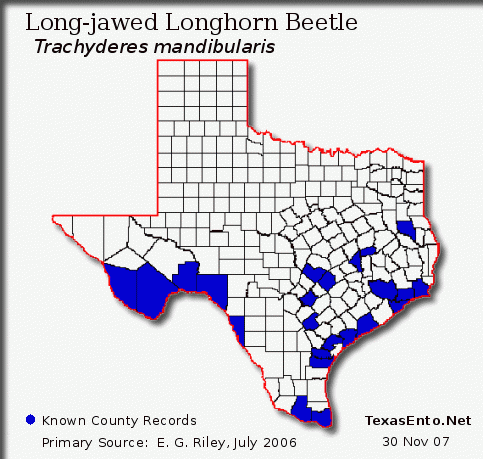 Long-jawed Longhorn Beetle
Trachyderes mandibularis
Known County Records
TexasEnto.Net
Primary Source: E. G. Riley, July 2006
30 Nov 07